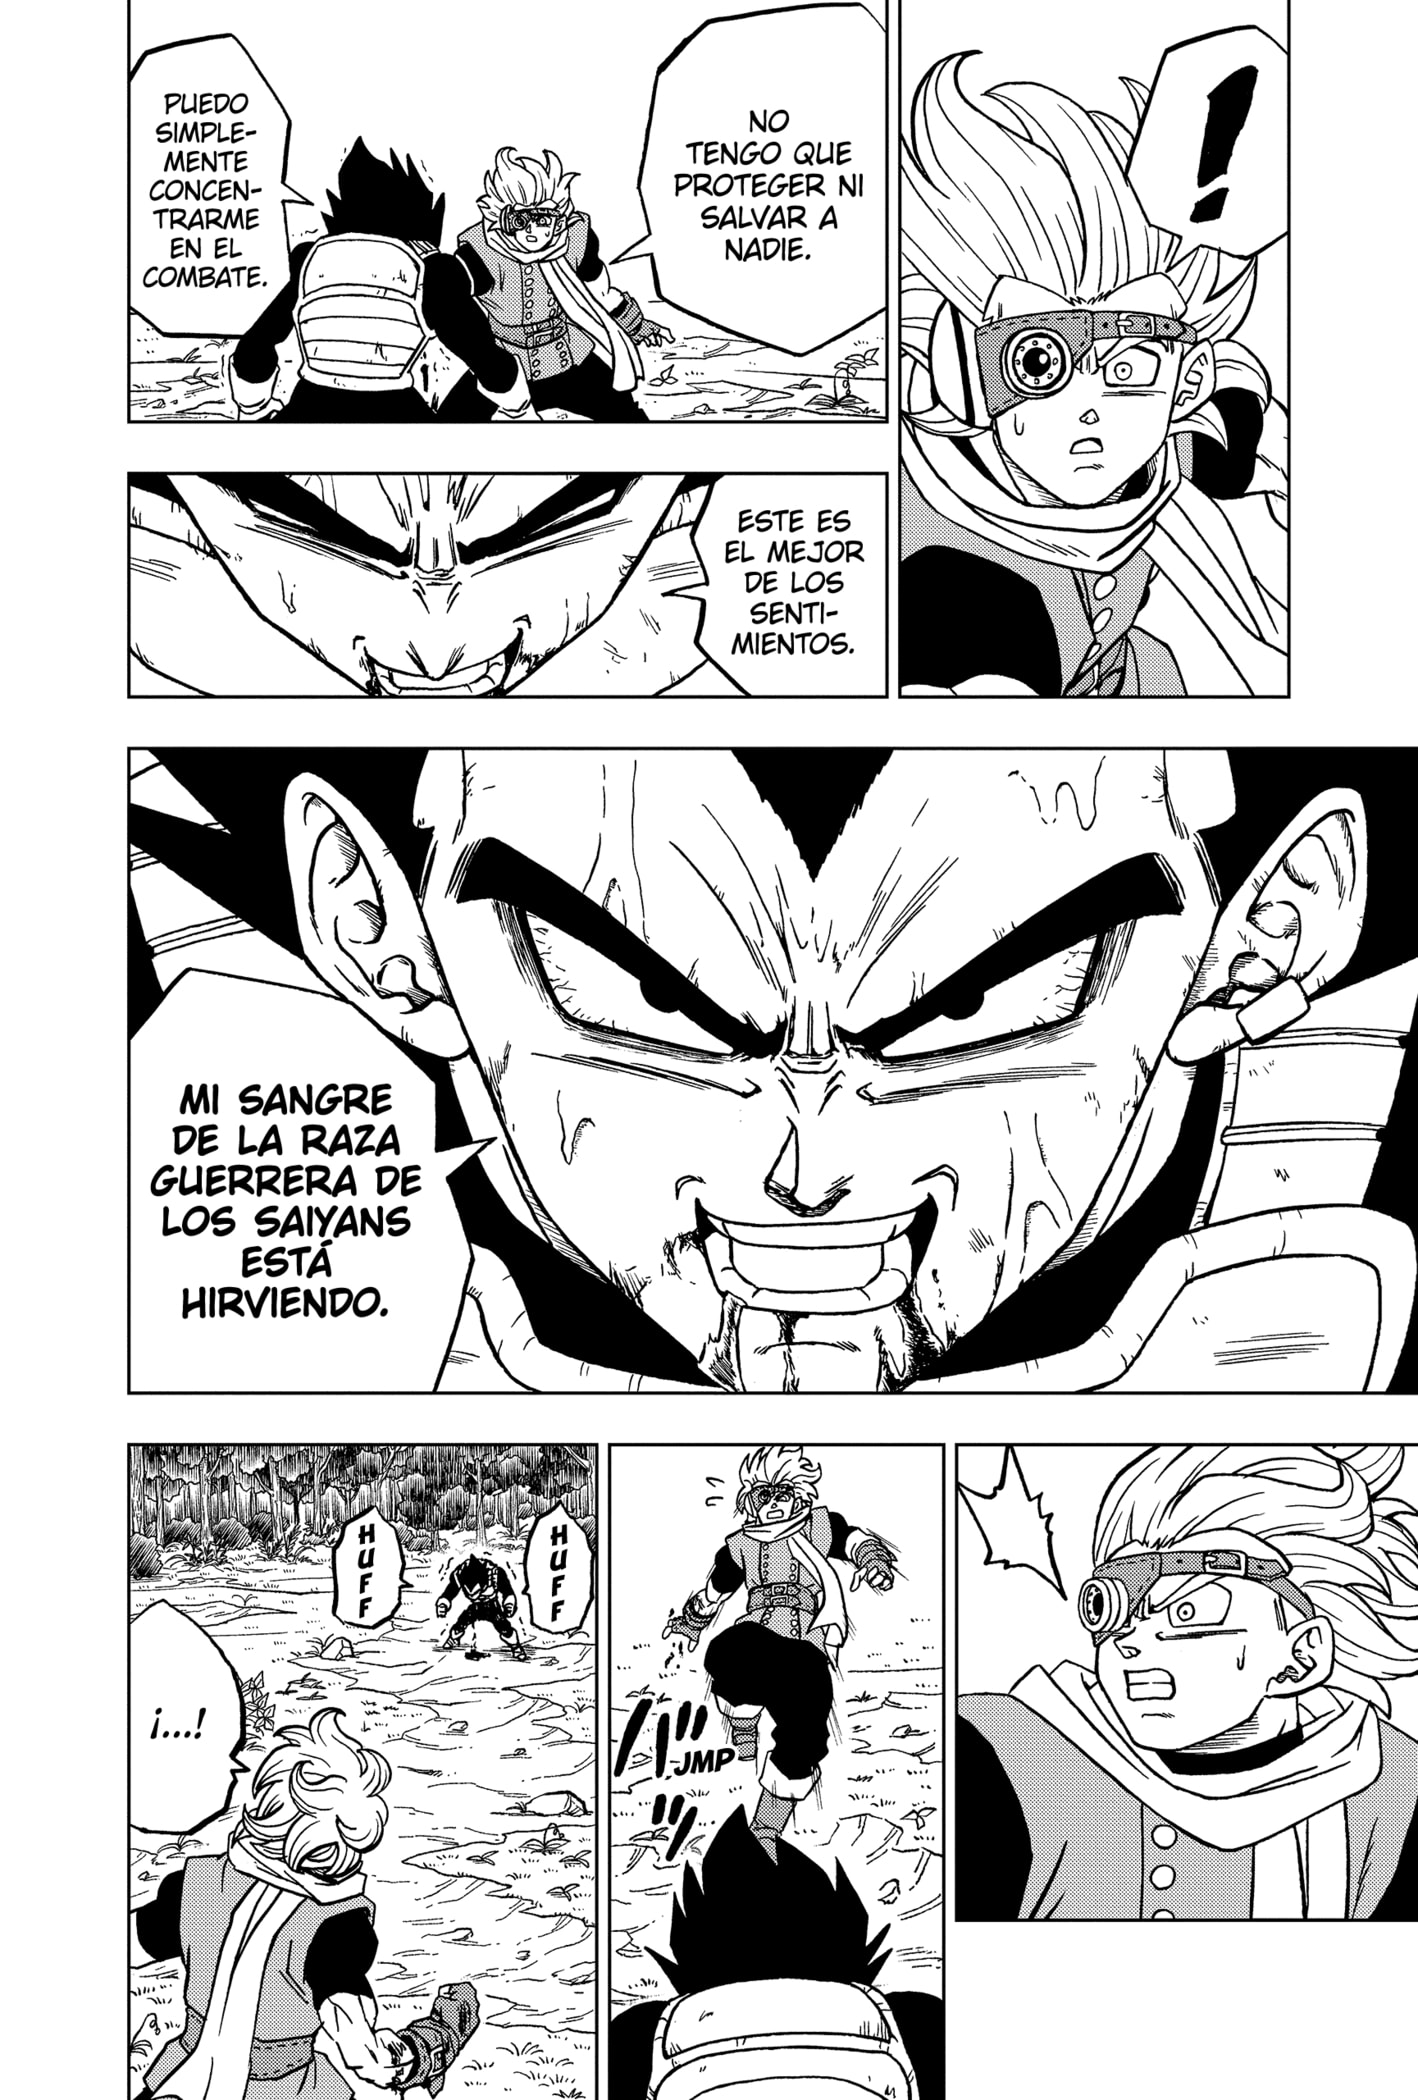 !
NO
TENGO QUE
PROTEGER NI
SALVAR A
NADIE.
PUEDO
SIMPLE-
MENTE
CONCEN-
TRARME
EN EL
COMBATE.
ESTE ES
EL MEJOR
DE LOS
SENTI-
MIENTOS.
MI SANGRE
DE LA RAZA
GUERRERA DE
LOS SAIYANS
ESTÁ
HIRVIENDO.
JMP
HUFF
HUFF
¡...!